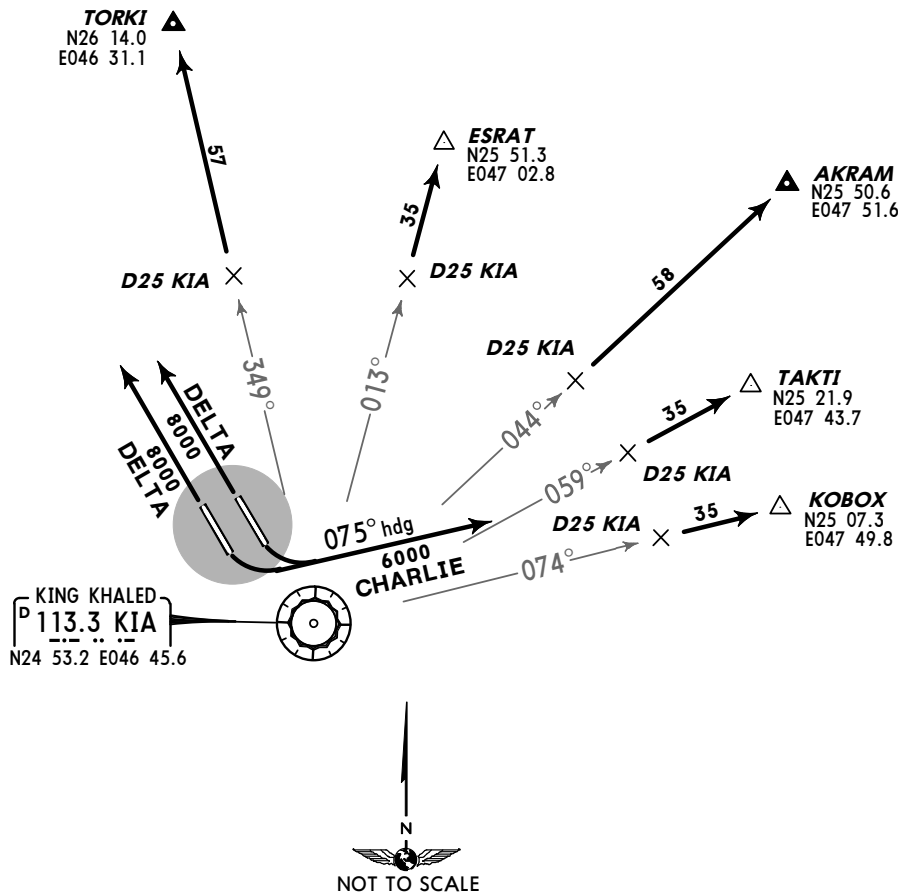 TORKI
N26 14.0
E046 31.1
57
ESRAT
N25 51.3
E047 02.8
35
AKRAM
N25 50.6
E047 51.6
58
D25 KIA
D25 KIA
349°
013°
D25 KIA
044°
TAKTI
N25 21.9
E047 43.7
35
D25 KIA
059°
DELTA
8000
8000
DELTA
KOBOX
N25 07.3
E047 49.8
35
D25 KIA
074°
075° hdg
6000
CHARLIE
KING KHALED
D 113.3 KIA
N24 53.2 E046 45.6
N
NOT TO SCALE